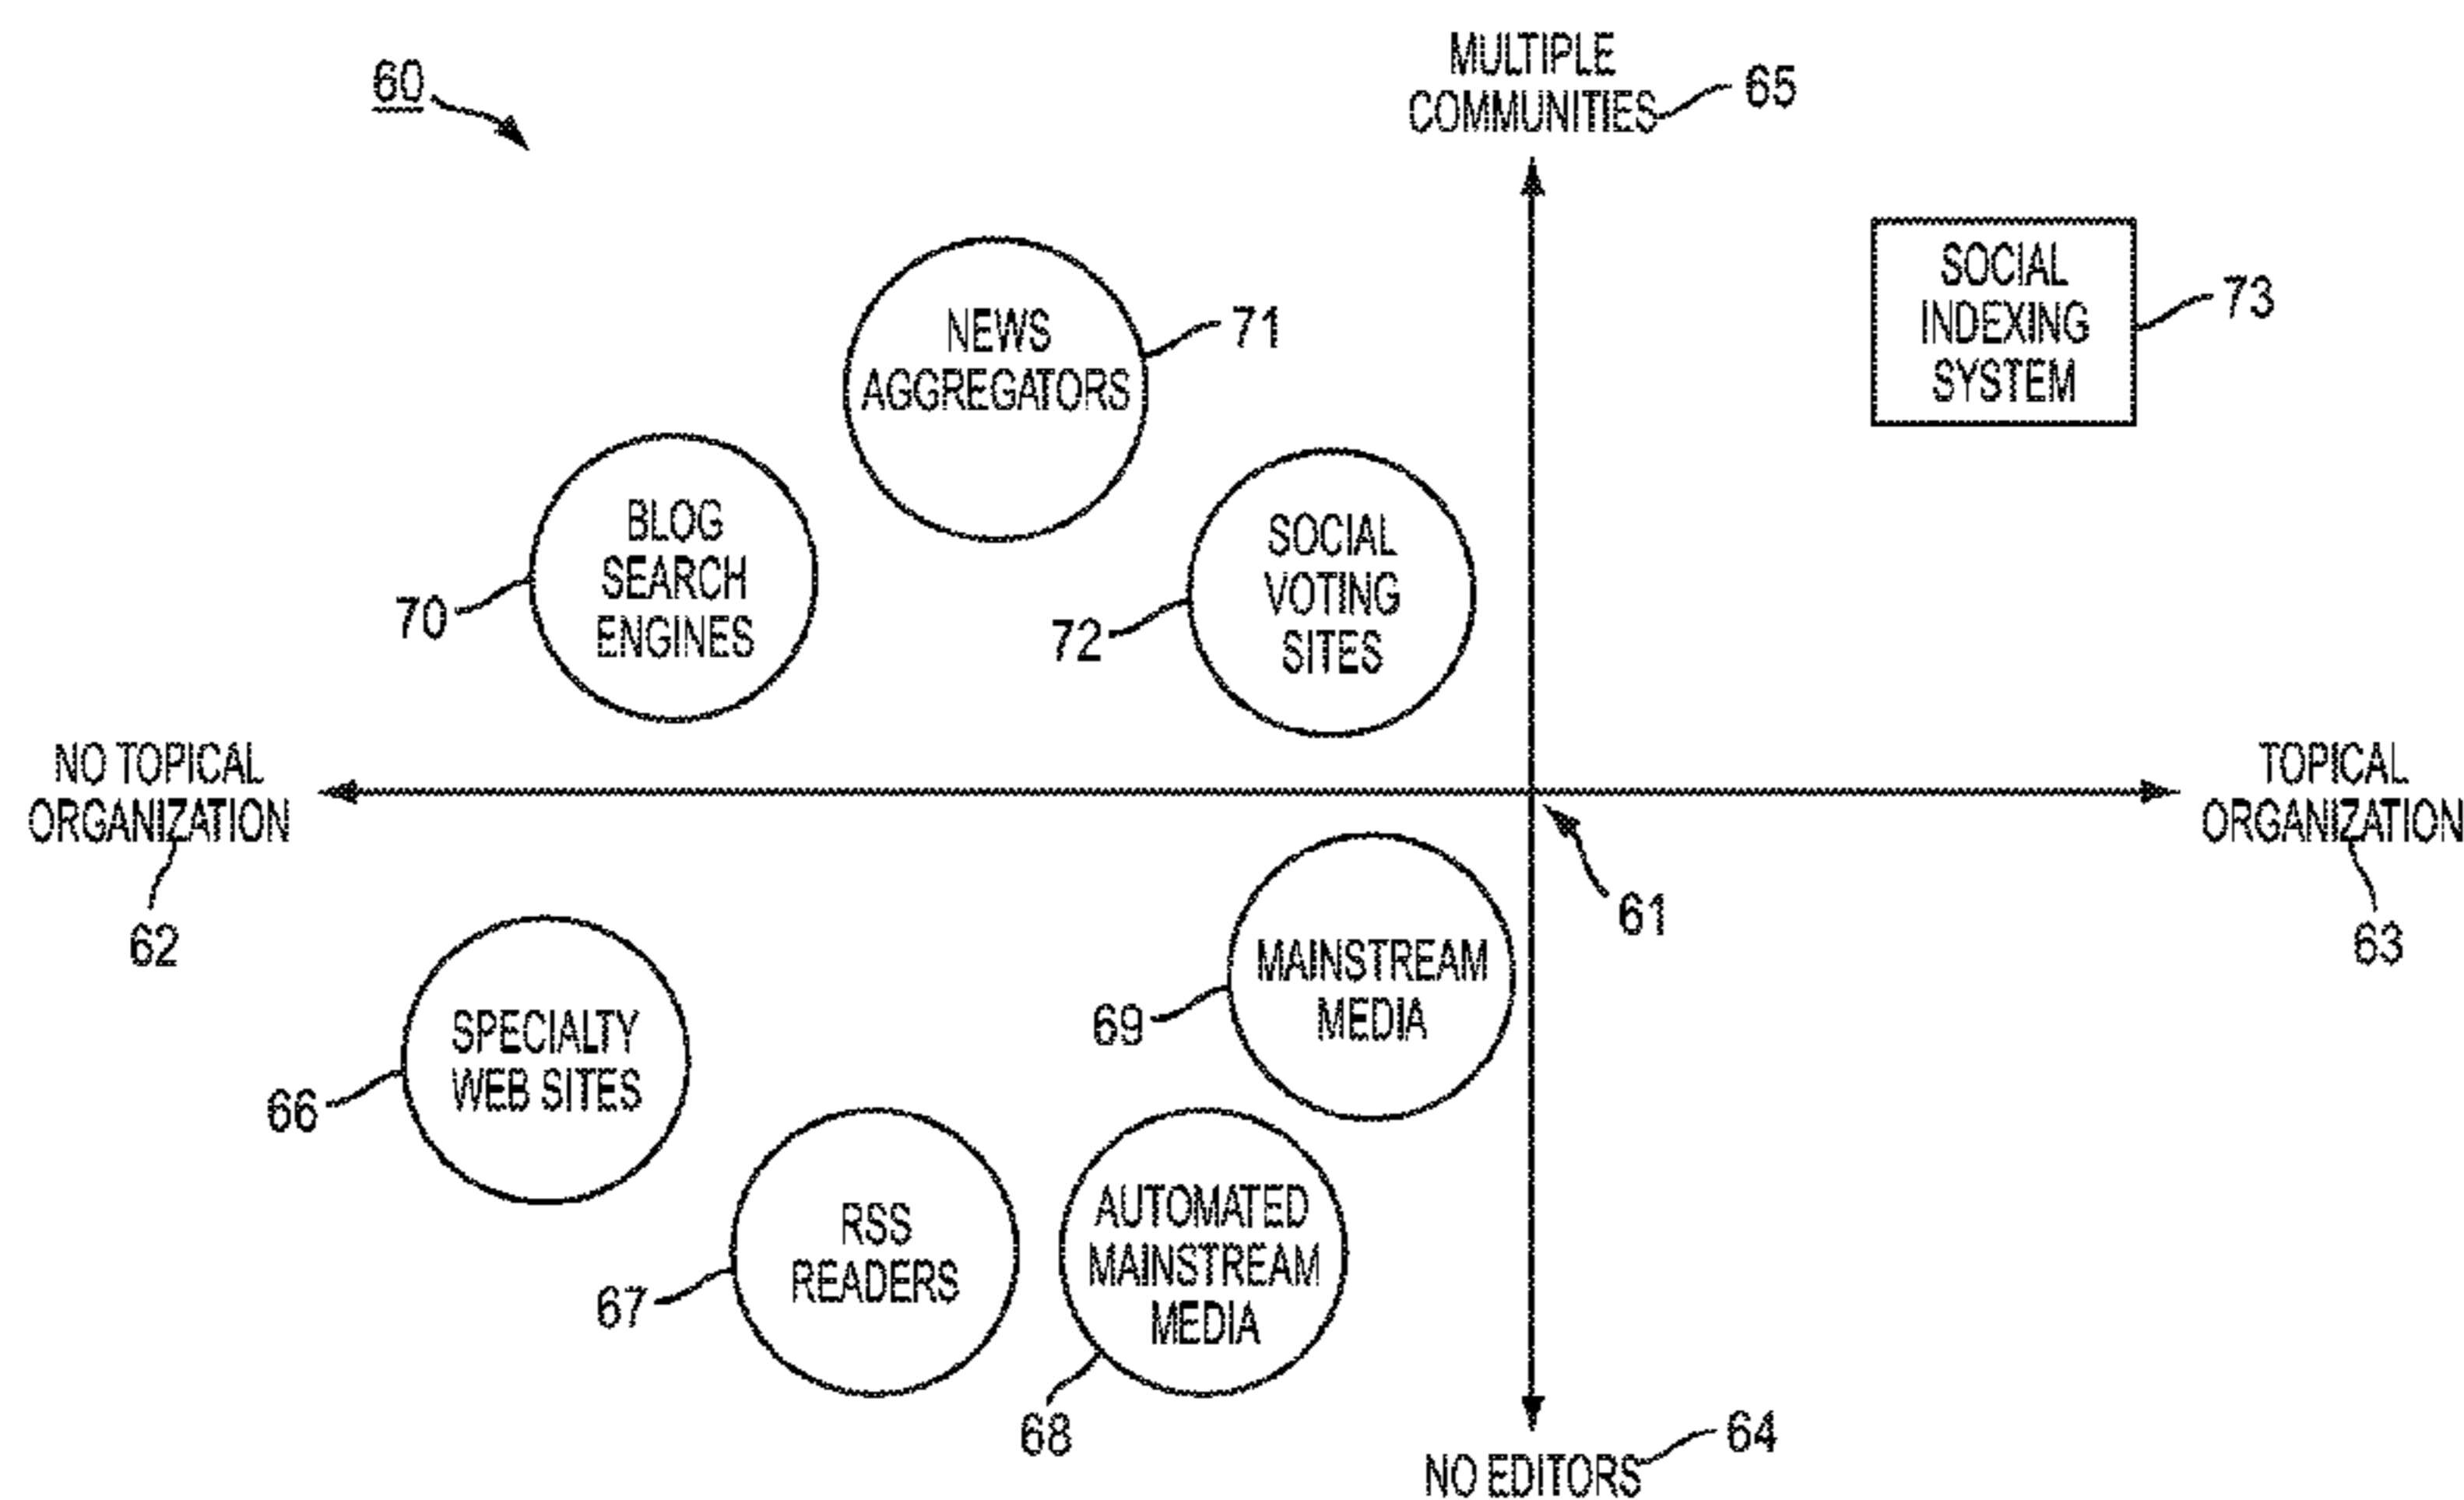 60
MULTIPLE
COMMUNITIES
65
SOCIAL
INDEXING
SYSTEM
73
NEWS
AGGREGATORS
71
BLOG
SEARCH
ENGINES
70
SOCIAL
VOTING
SITES
72
NO TOPICAL
ORGANIZATION
62
TOPICAL
ORGANIZATION
63
61
MAINSTREAM
MEDIA
69
SPECIALTY
WEB SITES
66
RSS
READERS
67
AUTOMATED
MAINSTREAM
MEDIA
68
NO EDITORS
64